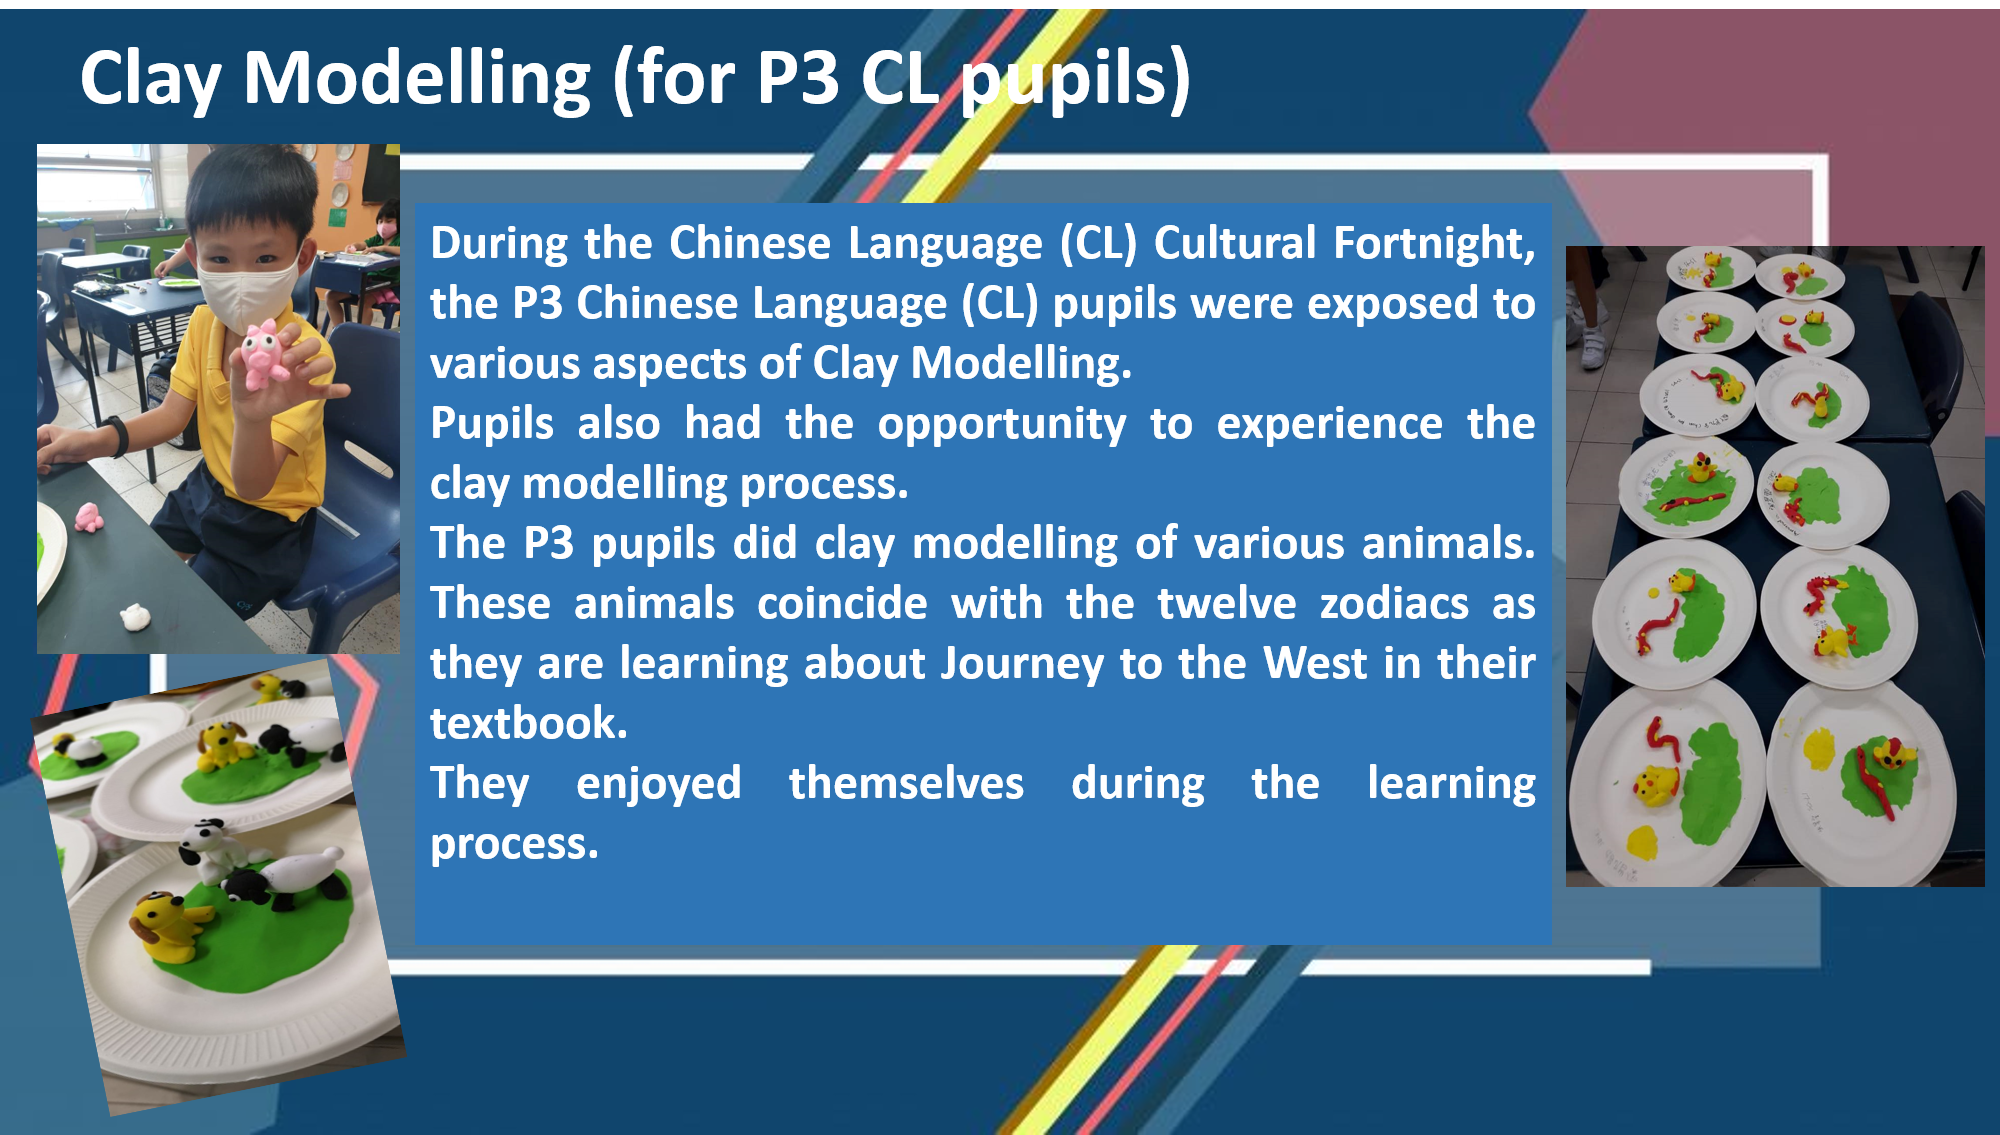 Clay Modelling (for P3 CL pupils)
During the Chinese Language (CL) Cultural Fortnight,
the P3 Chinese Language (CL) pupils were exposed to
various aspects of Clay Modelling.
Pupils also had the opportunity to experience the
clay modelling process.
The P3 pupils did clay modelling of various animals.
These animals coincide with the twelve zodiacs as
they are learning about Journey to the West in their
textbook.
They enjoyed themselves during the learning
process.